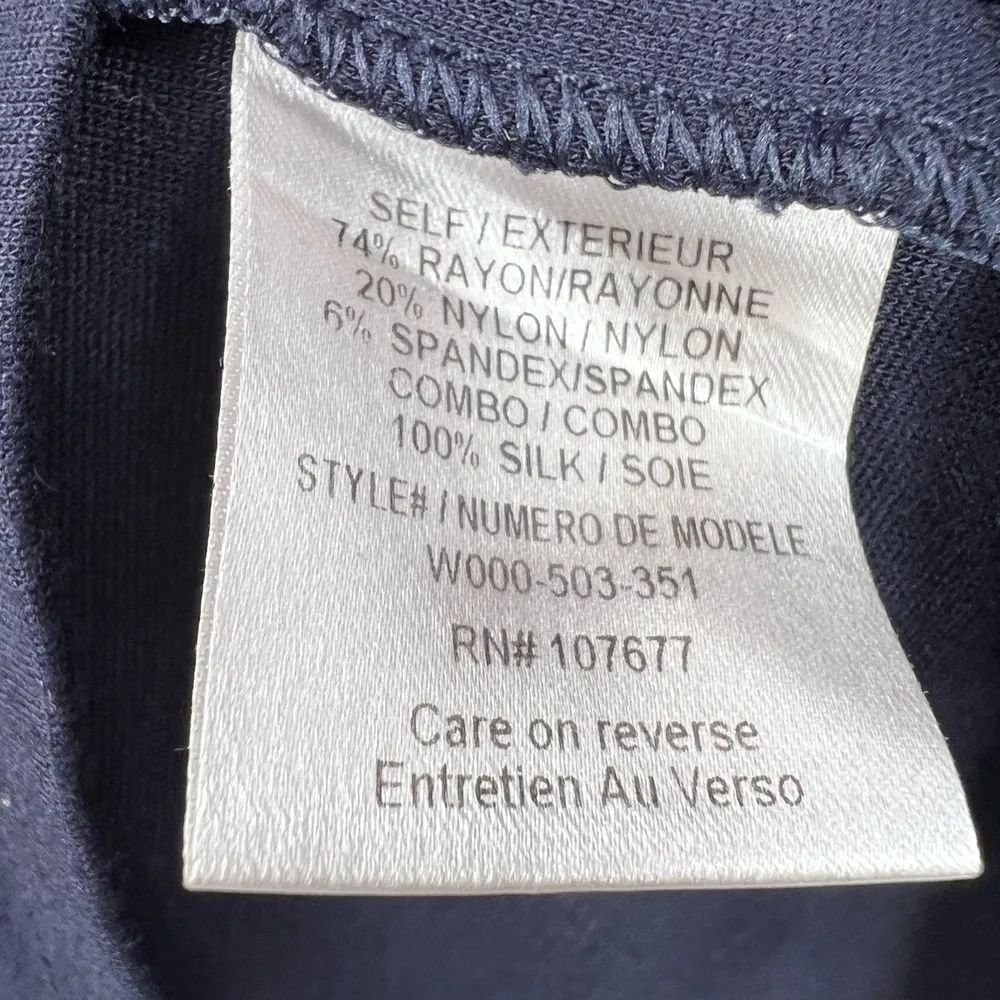 SELF / EXTERIEUR
74% RAYON/RAYONNE
20% NYLON / NYLON
6% SPANDEX/SPANDEX
COMBO / COMBO
100% SILK / SOIE
STYLE# / NUMERO DE MODELE
W000-503-351
RN# 107677
Care on reverse
Entretien Au Verso